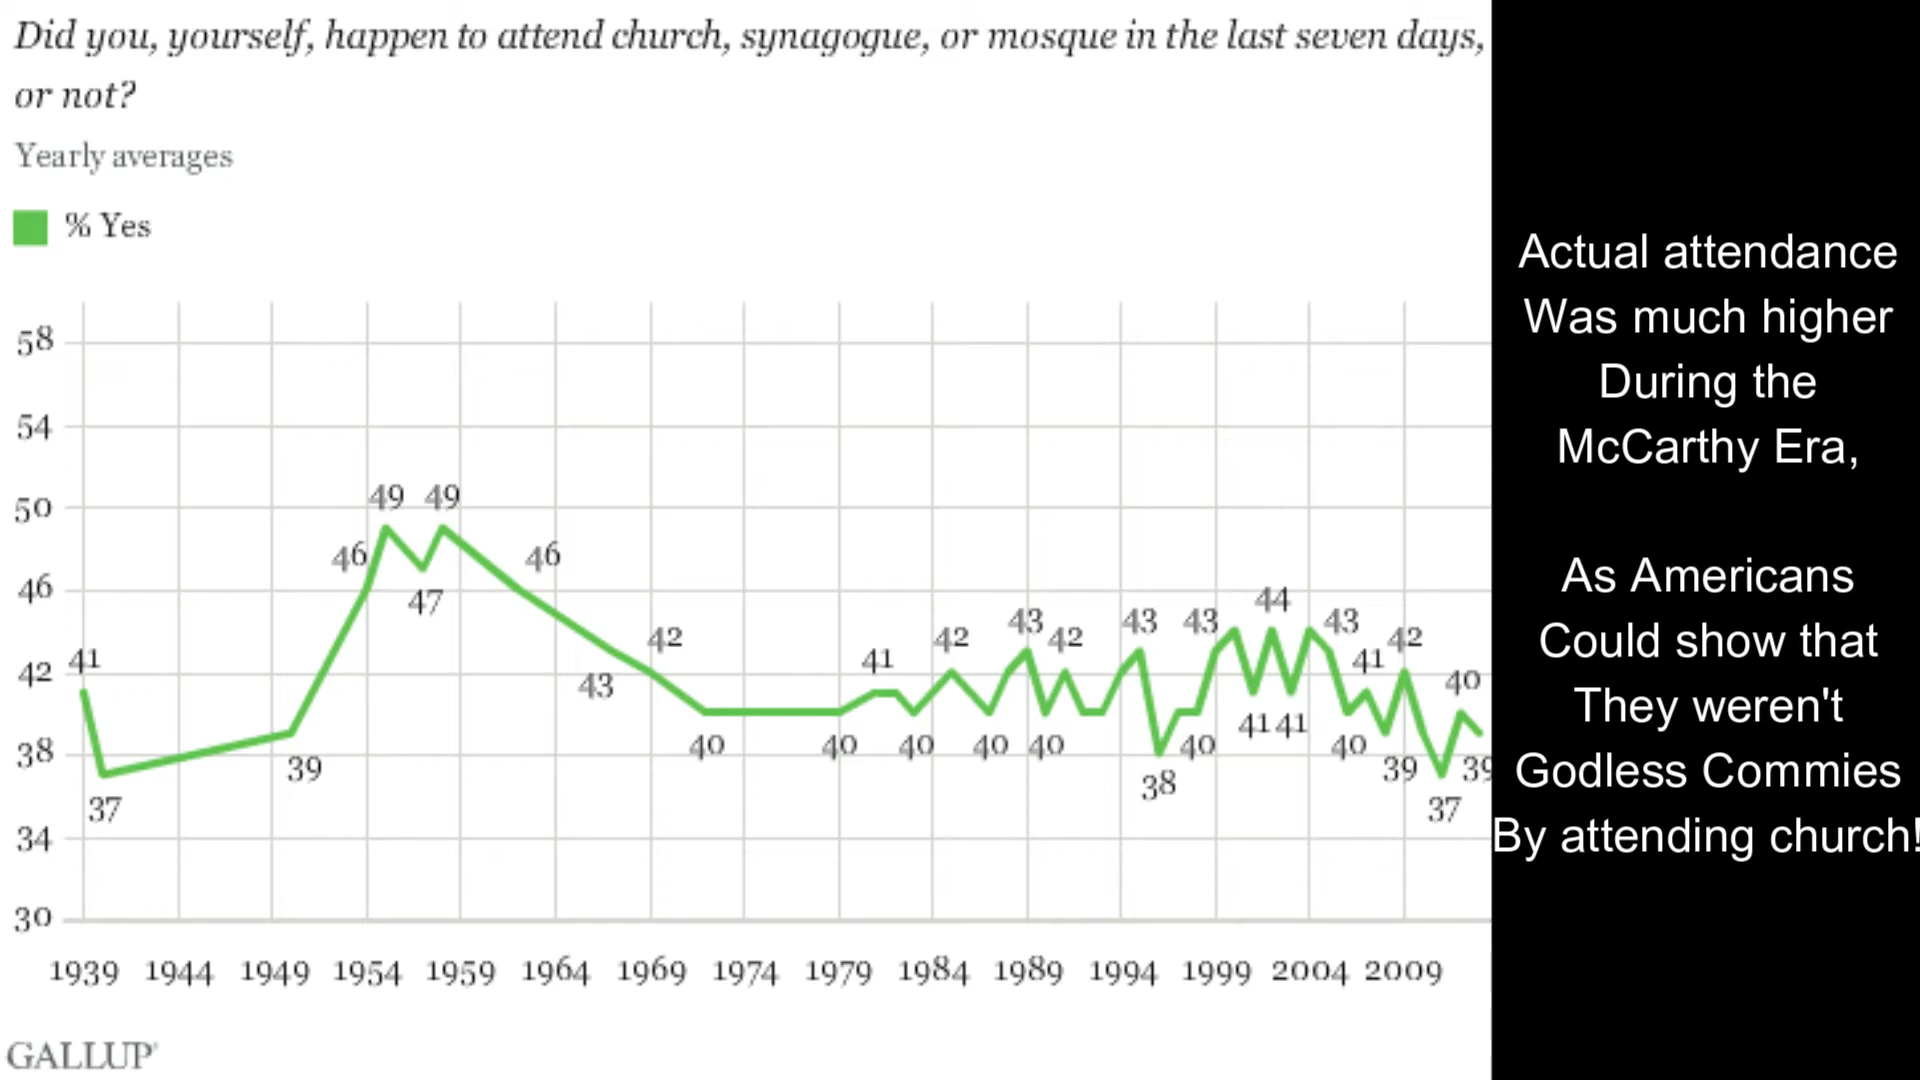 Did you, yourself, happen to attend church, synagogue, or mosque in the last seven days,
or not?
Yearly averages
% Yes
58
54
50
46
42
38
34
30
41
37
39
46
49
47
49
46
43
42
40
40
41
40
42
40
43
40
42
43
38
40
43
41
44
41
43
40
41
39
42
37
40
39
1939 1944 1949 1954 1959 1964 1969 1974 1979 1984 1989 1994 1999 2004 2009
GALLUP®
Actual attendance
Was much higher
During the
McCarthy Era,
As Americans
Could show that
They weren't
Godless Commies
By attending church!